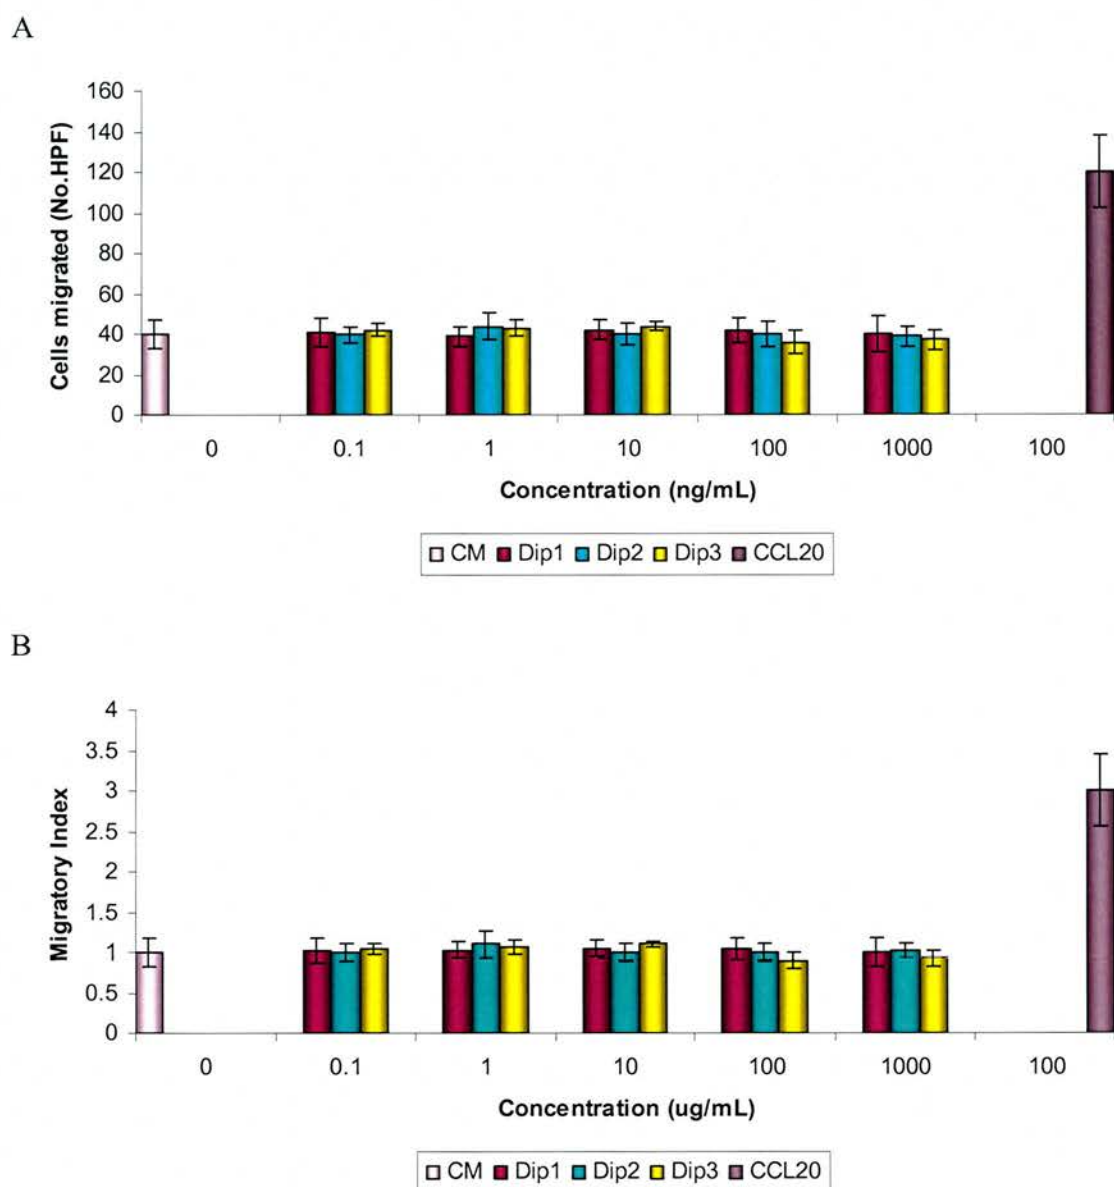 A
160
140
120
100
80
60
40
20
0
Cells migrated (No.HPF)
0 0.1 1 10 100 1000 100
Concentration (ng/mL)
CM Dip1 Dip2 Dip3 CCL20
B
4
3.5
3
2.5
2
1.5
1
0.5
0
Migratory Index
0 0.1 1 10 100 1000 100
Concentration (ug/mL)
CM Dip1 Dip2 Dip3 CCL20